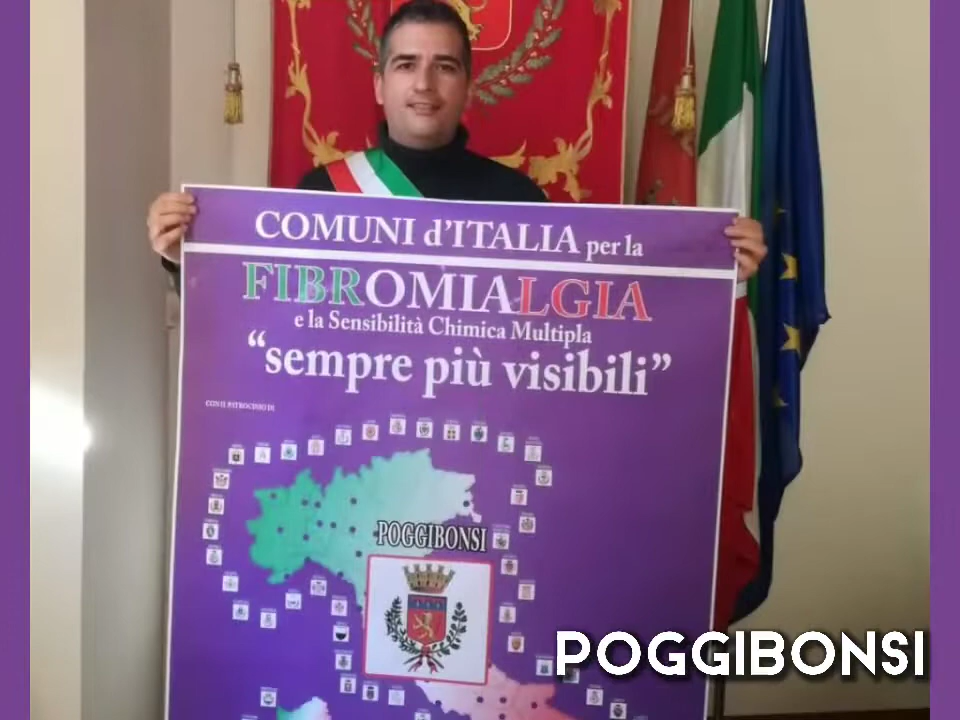 COMUNI d'ITALIA per la
FIBROMIALGIA
e la Sensibilità Chimica Multipla
“sempre più visibili”
CON IL PATROCINIO DI
POGGIBONSI
POGGIBONSI